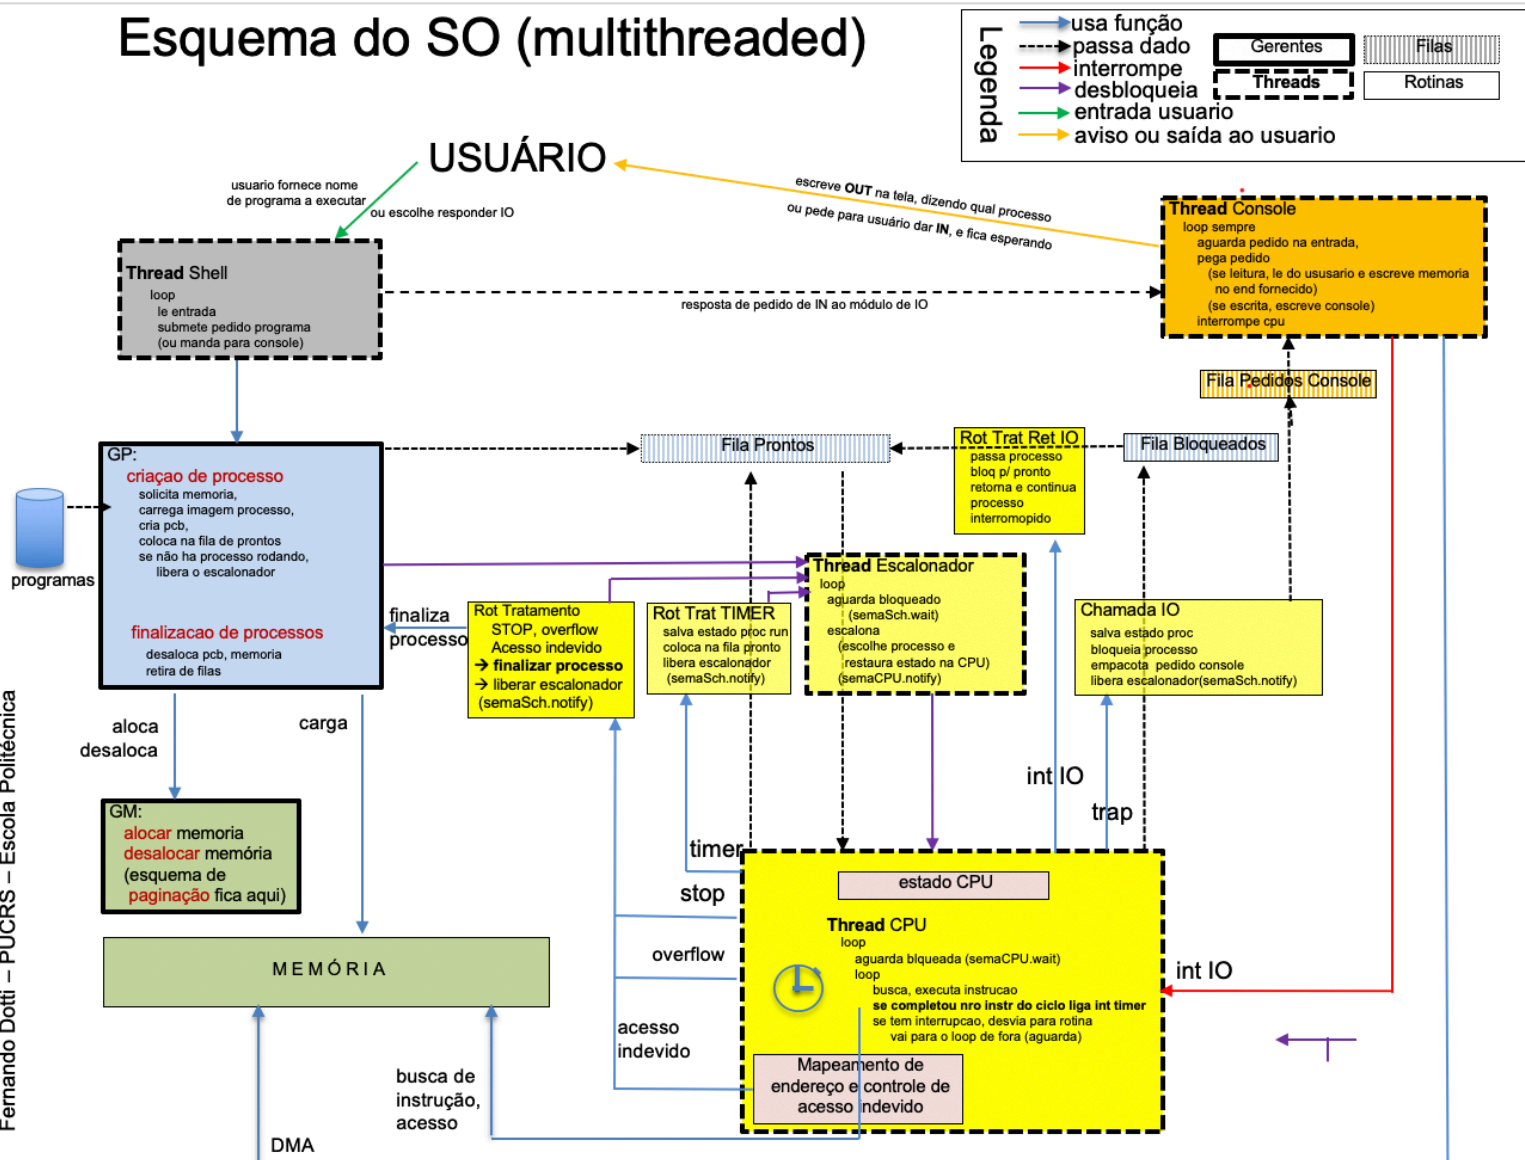 Esquema do SO (multithreaded)
Legenda
usa função
passa dado
interrompe
desbloqueia
entrada usuario
aviso ou saída ao usuario
Gerentes
Filas
Threads
Rotinas
USUÁRIO
usuario fornece nome
de programa a executar
ou escolhe responder IO
escreve OUT na tela, dizendo qual processo
ou pede para usuário dar IN, e fica esperando
Thread Console
loop sempre
aguarda pedido na entrada,
pega pedido
(se leitura, le do ususario e escreve memoria
no end fornecido)
(se escrita, escreve console)
interrompe cpu
Thread Shell
loop
le entrada
submete pedido programa
(ou manda para console)
resposta de pedido de IN ao módulo de IO
Fila Pedidos Console
GP:
criaçao de processo
solicita memoria,
carrega imagem processo,
cria pcb,
coloca na fila de prontos
se não ha processo rodando,
libera o escalonador
finalizacao de processos
desaloca pcb, memoria
retira de filas
programas
Fila Prontos
Rot Trat Ret IO
passa processo
bloq p/ pronto
retorna e continua
processo
interromopido
Fila Bloqueados
finaliza
processo
Rot Tratamento
STOP, overflow
Acesso indevido
→ finalizar processo
→ liberar escalonador
(semaSch.notify)
Rot Trat TIMER
salva estado proc run
coloca na fila pronto
libera escalonador
(semaSch.notify)
Thread Escalonador
loop
aguarda bloqueado
(semaSch.wait)
escalona
(escolhe processo e
restaura estado na CPU)
(semaCPU.notify)
Chamada IO
salva estado proc
bloqueia processo
empacota pedido console
libera escalonador(semaSch.notify)
aloca
desaloca
carga
GM:
alocar memoria
desalocar memória
(esquema de
paginação fica aqui)
MEMÓRIA
int IO
trap
timer
stop
overflow
acesso
indevido
estado CPU
Thread CPU
loop
aguarda blqueada (semaCPU.wait)
loop
busca, executa instrucao
se completou nro instr do ciclo liga int timer
se tem interrupcao, desvia para rotina
vai para o loop de fora (aguarda)
Mapeamento de
endereço e controle de
acesso indevido
int IO
busca de
instrução,
acesso
DMA
Fernando Dotti – PUCRS – Escola Politécnica